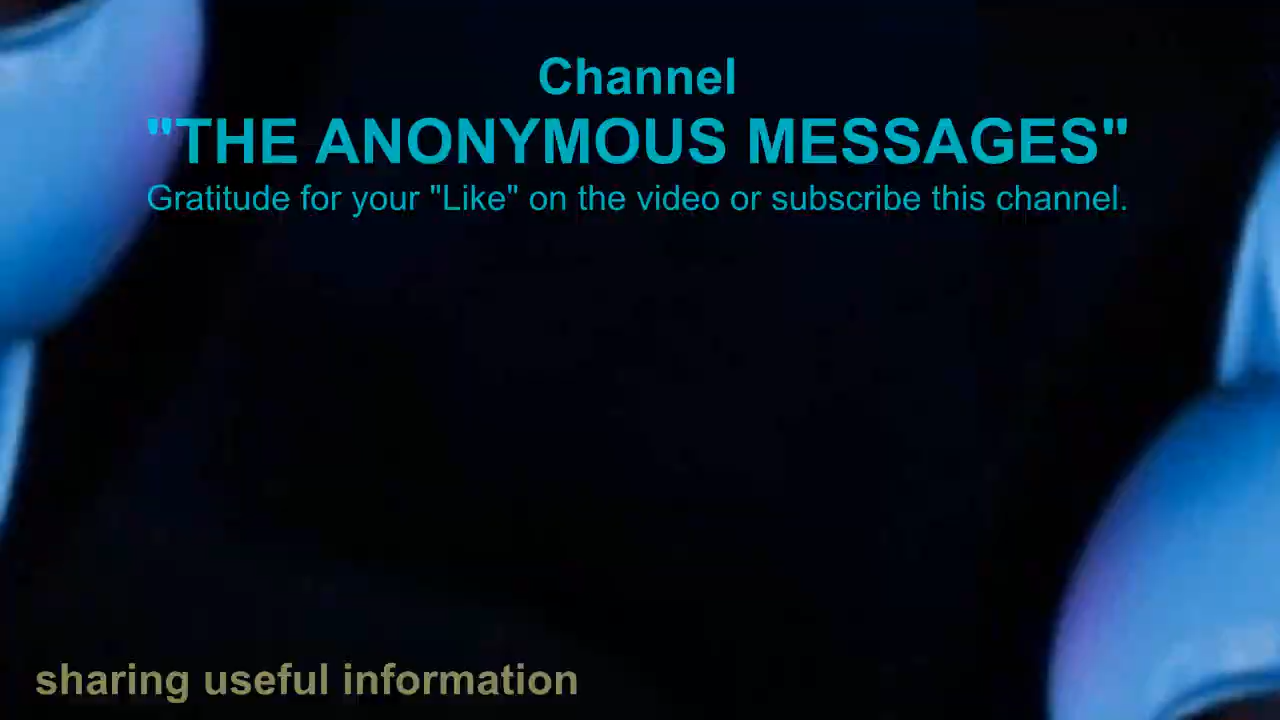 Channel
"THE ANONYMOUS MESSAGES"
Gratitude for your "Like" on the video or subscribe this channel.
sharing useful information